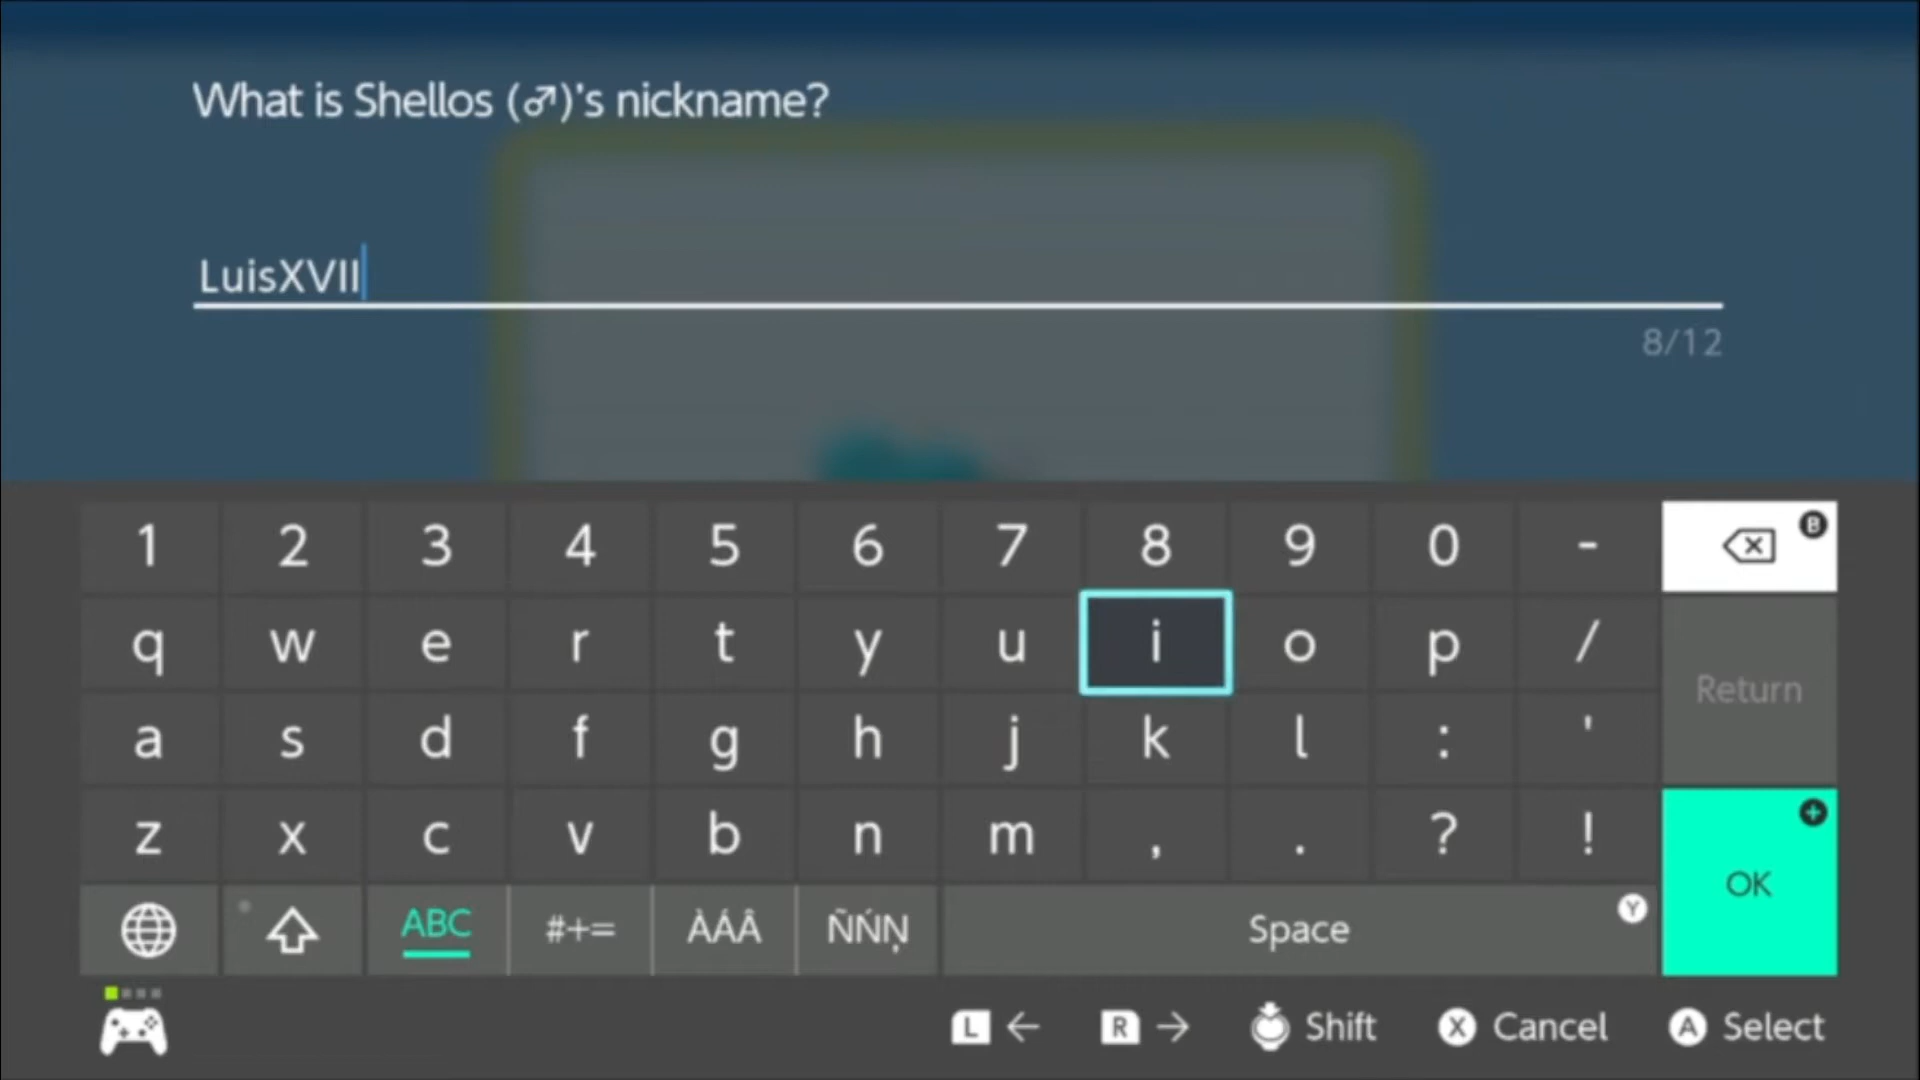 What is Shellos (♂)'s nickname?
LuisXVII
8/12
1 2 3 4 5 6 7 8 9 0 - B
q w e r t y u i o p /
Return
a s d f g h j k l : '
z x c v b n m , . ? !
+
OK
ABC #+= ÀÁÂ ÑŃŅ Space Y
L ← R → Shift X Cancel A Select